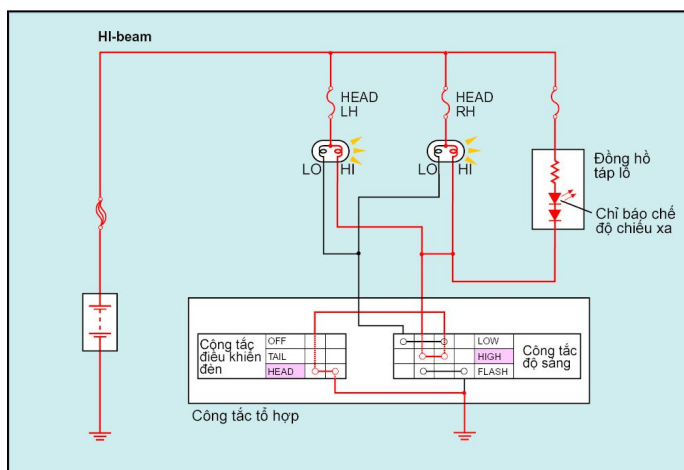 HI-beam
HEAD
LH
HEAD
RH
LO
HI
LO
HI
Đồng hồ
táp lô
Chỉ báo chế
độ chiếu xa
Công tắc
điều khiển
đèn
OFF
TAIL
HEAD
LOW
HIGH
FLASH
Công tắc
độ sáng
Công tắc tổ hợp